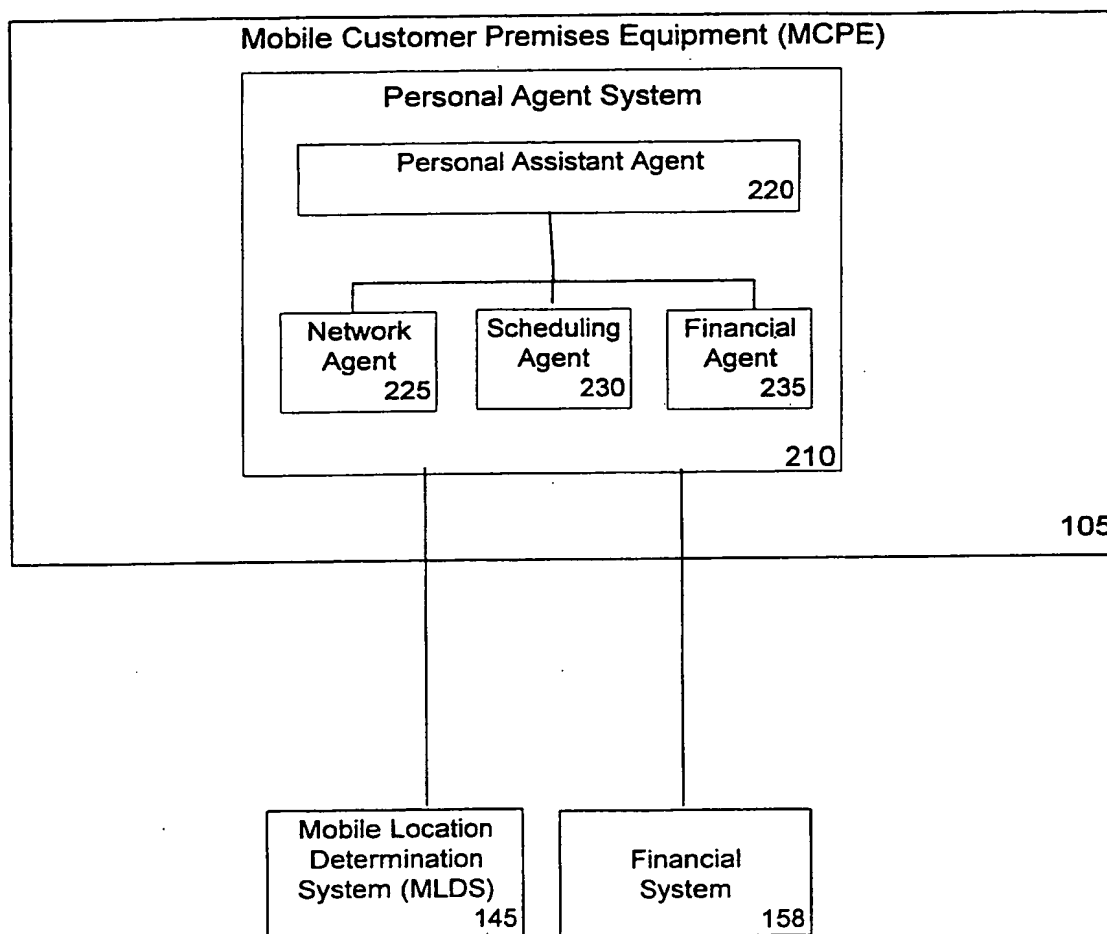 Mobile Customer Premises Equipment (MCPE)
Personal Agent System
Personal Assistant Agent
220
Network
Agent
225
Scheduling
Agent
230
Financial
Agent
235
210
105
Mobile Location
Determination
System (MLDS)
145
Financial
System
158